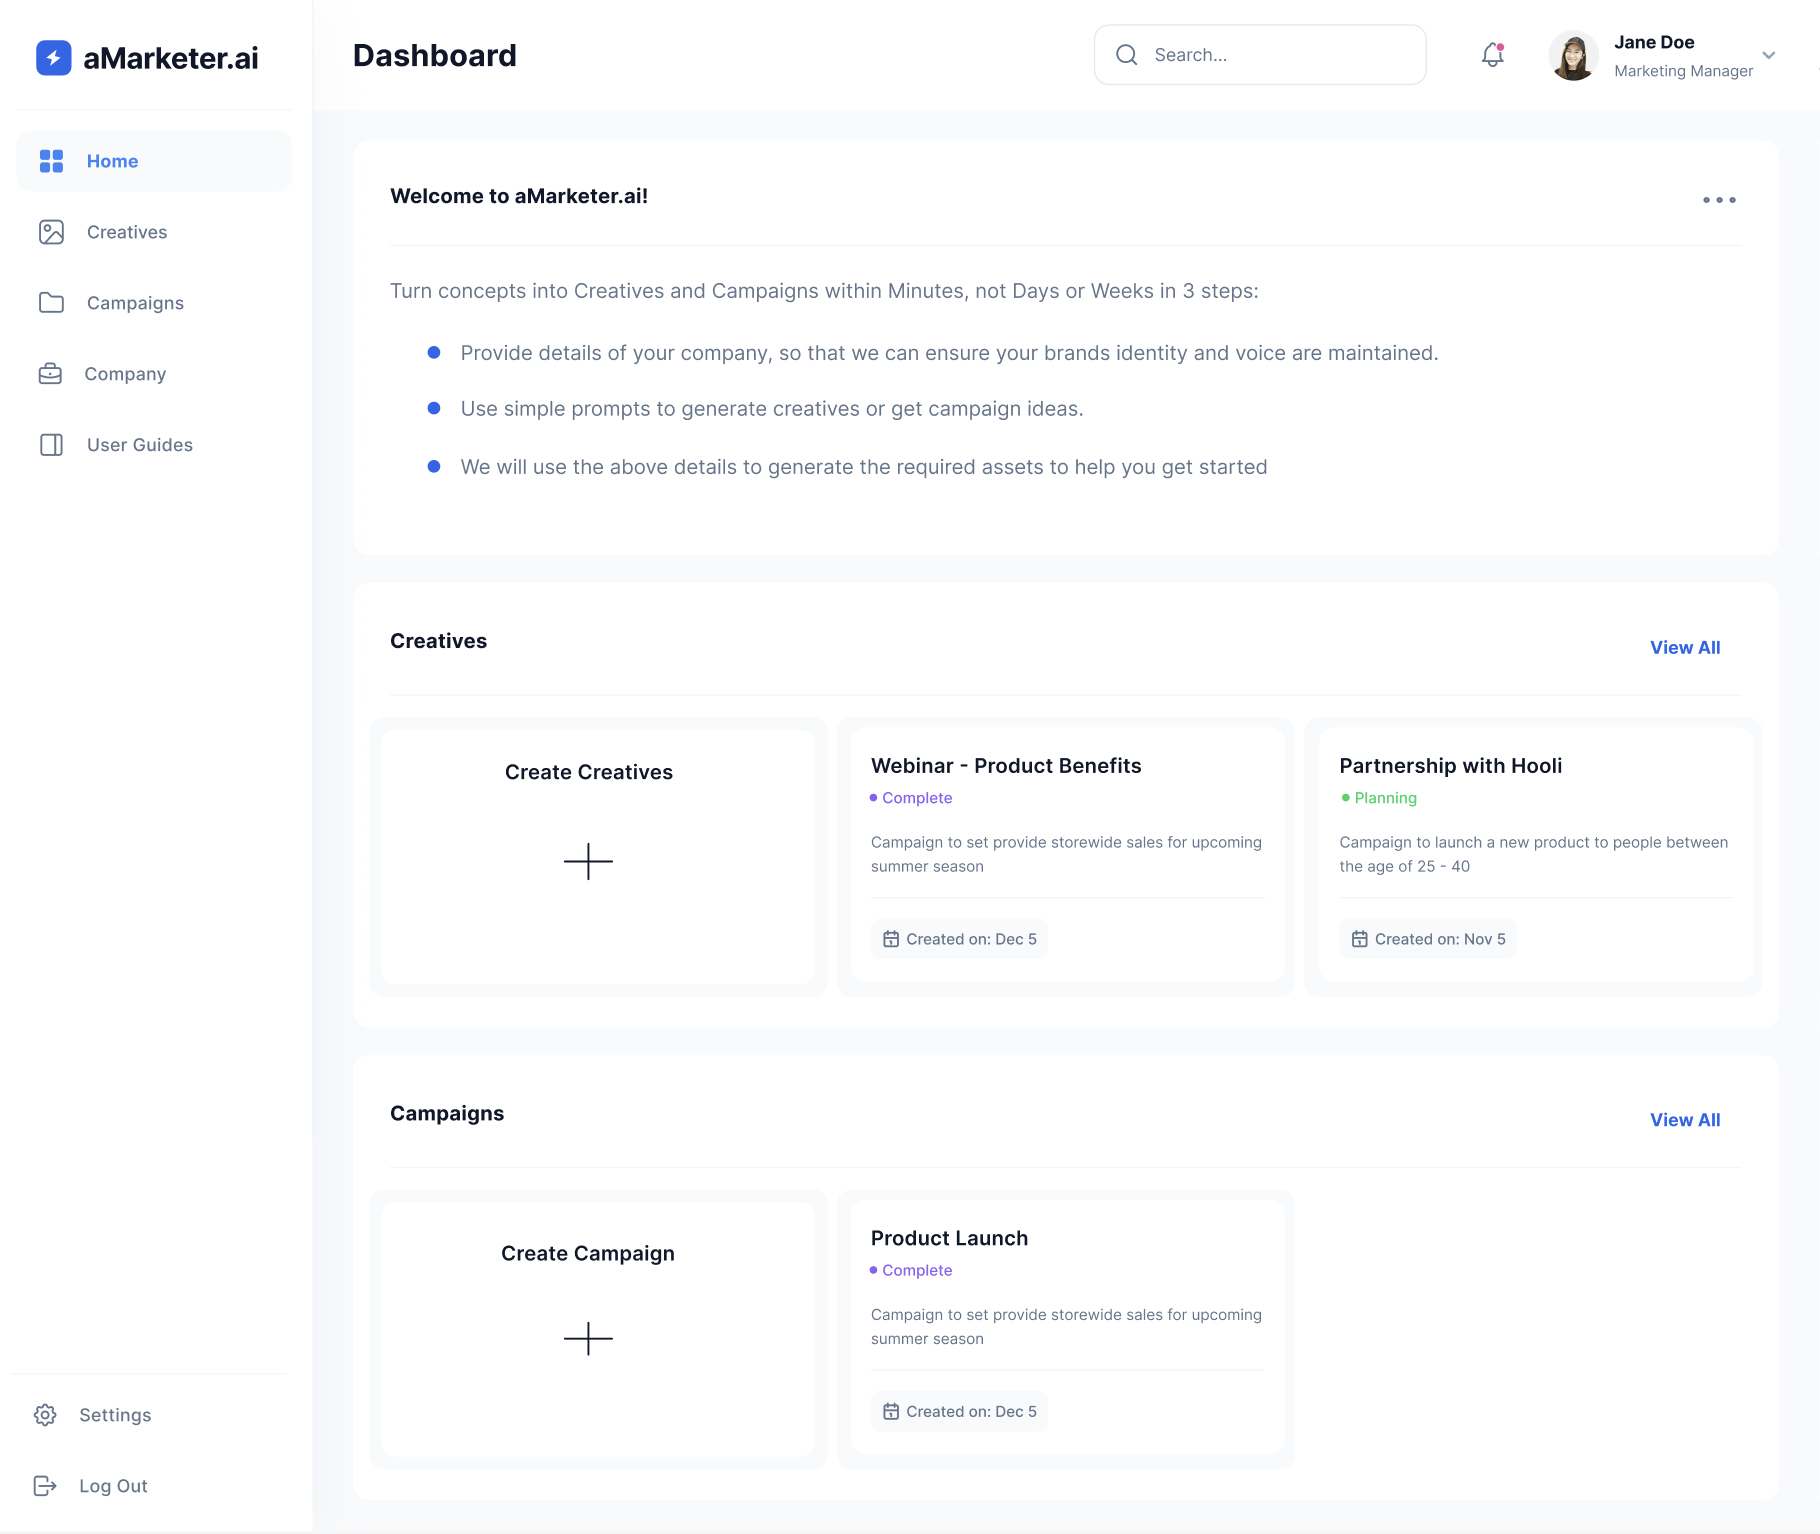 aMarketer.ai
Dashboard
Search...
Jane Doe
Marketing Manager
Home
Creatives
Campaigns
Company
User Guides
Settings
Log Out
Welcome to aMarketer.ai!
Turn concepts into Creatives and Campaigns within Minutes, not Days or Weeks in 3 steps:
Provide details of your company, so that we can ensure your brands identity and voice are maintained.
Use simple prompts to generate creatives or get campaign ideas.
We will use the above details to generate the required assets to help you get started
Creatives
View All
Create Creatives
Webinar - Product Benefits
Complete
Campaign to set provide storewide sales for upcoming
summer season
Created on: Dec 5
Partnership with Hooli
Planning
Campaign to launch a new product to people between
the age of 25 - 40
Created on: Nov 5
Campaigns
View All
Create Campaign
Product Launch
Complete
Campaign to set provide storewide sales for upcoming
summer season
Created on: Dec 5